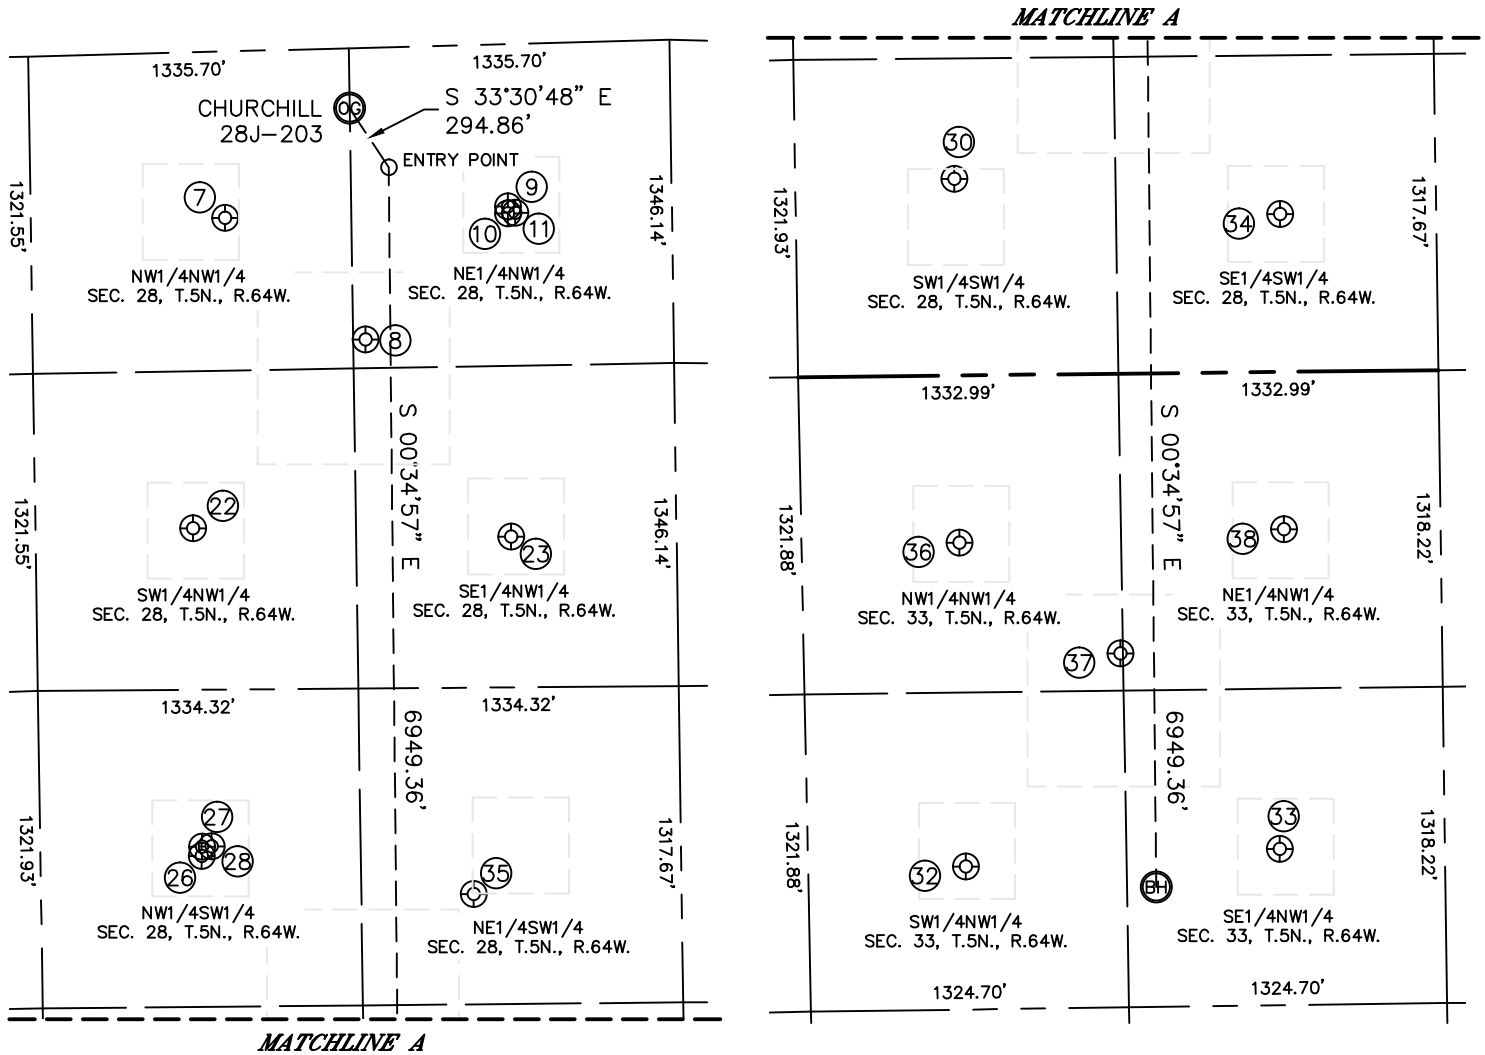 1335.70'
1335.70'
CHURCHILL
28J-203
OG
S 33°30'48" E
294.86'
ENTRY POINT
1321.55'
7
9
10
11
1346.14'
NW1/4NW1/4
SEC. 28, T.5N., R.64W.
NE1/4NW1/4
SEC. 28, T.5N., R.64W.
8
S 00°34'57" E
1321.55'
22
23
1346.14'
SW1/4NW1/4
SEC. 28, T.5N., R.64W.
SE1/4NW1/4
SEC. 28, T.5N., R.64W.
1334.32'
1334.32'
6949.36'
1321.93'
27
26
28
35
1317.67'
NW1/4SW1/4
SEC. 28, T.5N., R.64W.
NE1/4SW1/4
SEC. 28, T.5N., R.64W.
MATCHLINE A
MATCHLINE A
1321.93'
30
34
1317.67'
SW1/4SW1/4
SEC. 28, T.5N., R.64W.
SE1/4SW1/4
SEC. 28, T.5N., R.64W.
1332.99'
1332.99'
S 00°34'57" E
1321.88'
36
38
1318.22'
NW1/4NW1/4
SEC. 33, T.5N., R.64W.
NE1/4NW1/4
SEC. 33, T.5N., R.64W.
37
6949.36'
1321.88'
32
33
BH
1318.22'
SW1/4NW1/4
SEC. 33, T.5N., R.64W.
SE1/4NW1/4
SEC. 33, T.5N., R.64W.
1324.70'
1324.70'